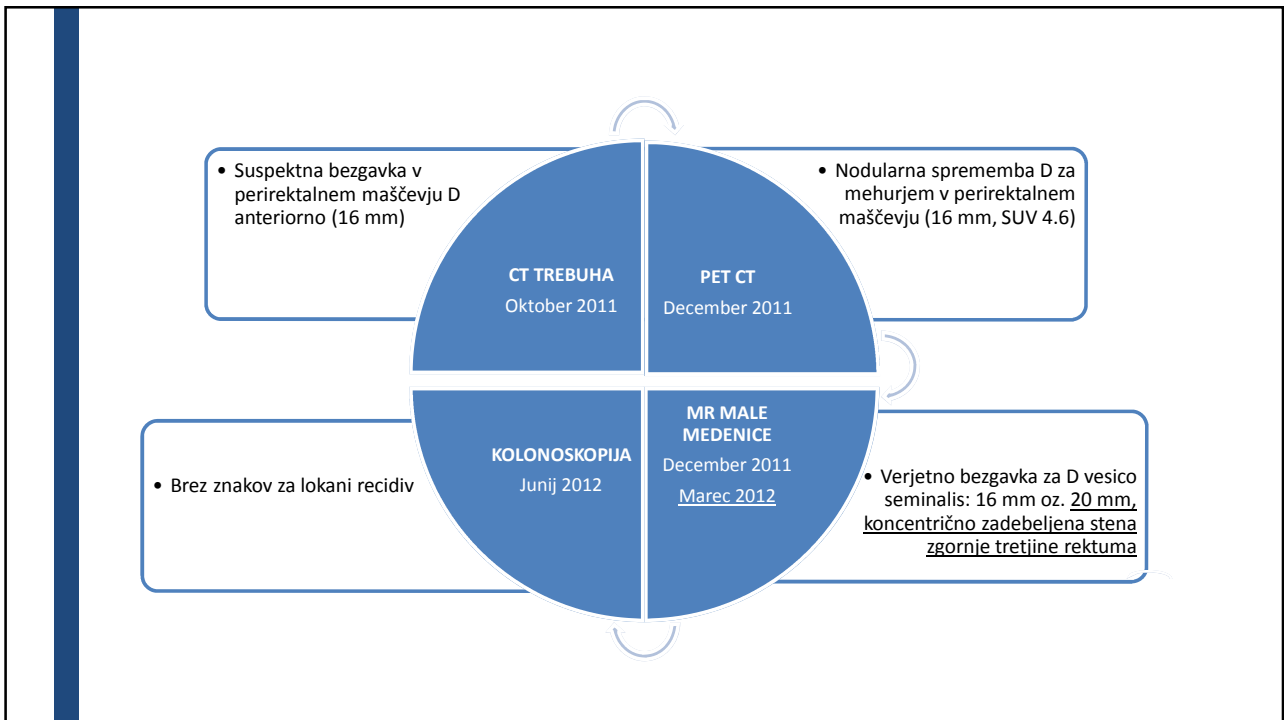 • Suspektna bezgavka v
perirektalnem maščevju D
anteriorno (16 mm)
CT TREBUHA
Oktober 2011
• Nodularna sprememba D za
mehurjem v perirektalnem
maščevju (16 mm, SUV 4.6)
PET CT
December 2011
• Brez znakov za lokani recidiv
KOLONOSKOPIJA
Junij 2012
MR MALE
MEDENICE
December 2011
Marec 2012
• Verjetno bezgavka za D vesico
seminalis: 16 mm oz. 20 mm,
koncentrično zadebeljena stena
zgornje tretjine rektuma